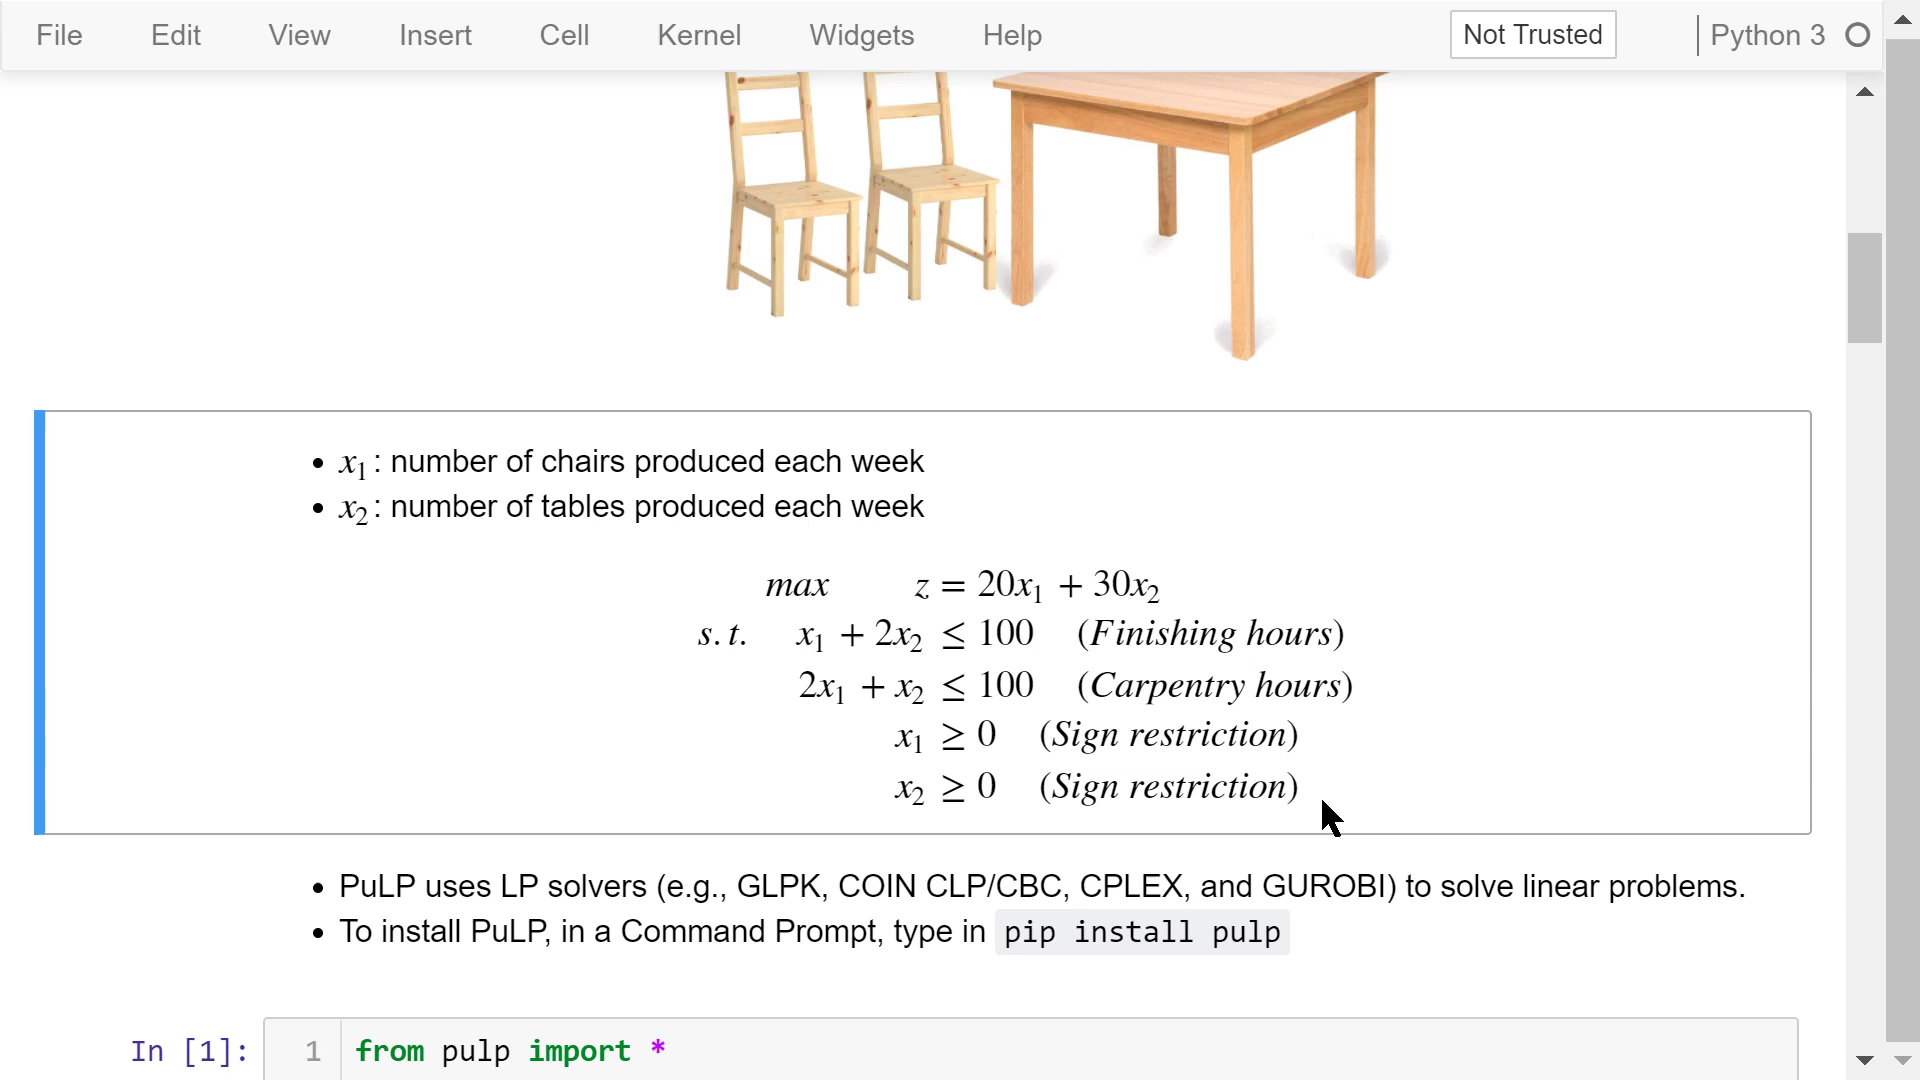 File Edit View Insert Cell Kernel Widgets Help Not Trusted Python 3
• x₁ : number of chairs produced each week
• x₂ : number of tables produced each week
max z = 20x₁ + 30x₂
s.t. x₁ + 2x₂ ≤ 100 (Finishing hours)
2x₁ + x₂ ≤ 100 (Carpentry hours)
x₁ ≥ 0 (Sign restriction)
x₂ ≥ 0 (Sign restriction)
• PuLP uses LP solvers (e.g., GLPK, COIN CLP/CBC, CPLEX, and GUROBI) to solve linear problems.
• To install PuLP, in a Command Prompt, type in pip install pulp
In [1]: 1 from pulp import *